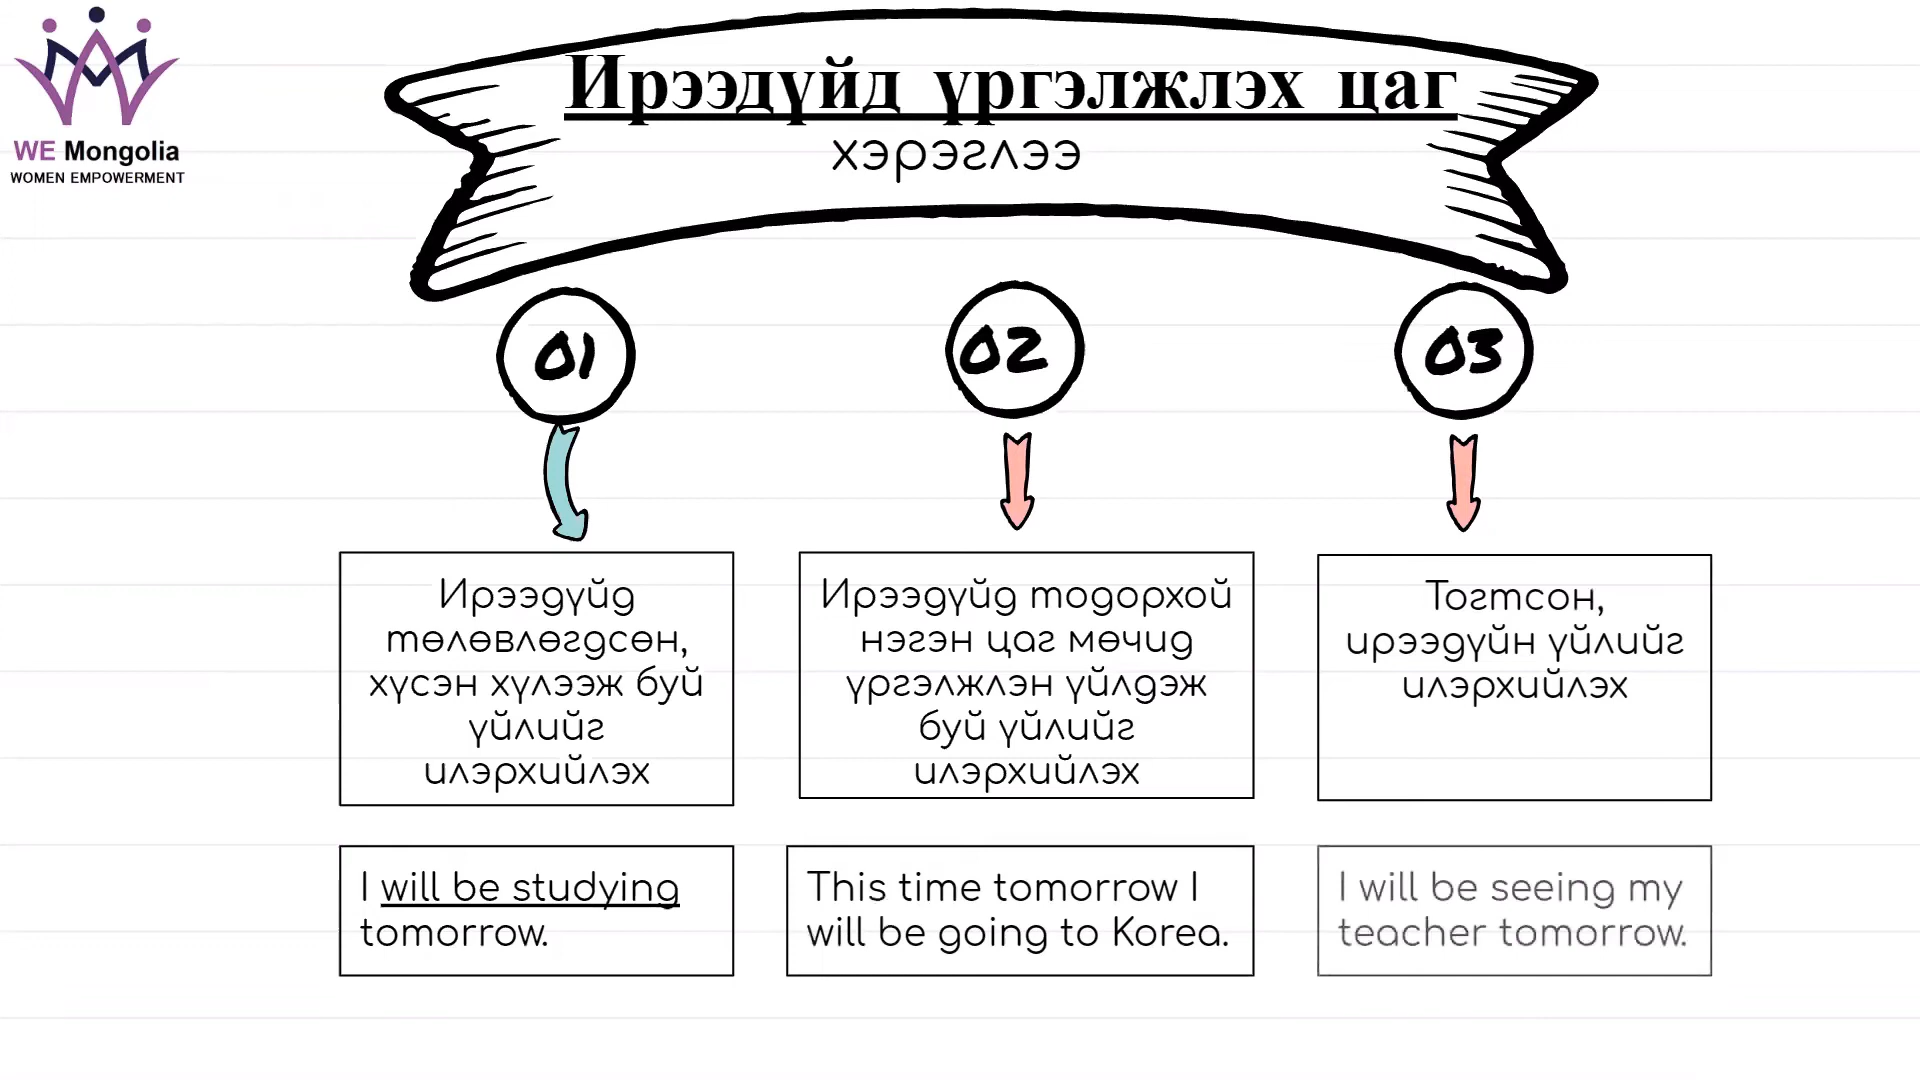 WE Mongolia
WOMEN EMPOWERMENT
Ирээдүйд үргэлжлэх цаг
хэрэглээ
01
02
03
Ирээдүйд
төлөвлөгдсөн,
хүсэн хүлээж буй
үйлийг
илэрхийлэх
Ирээдүйд тодорхой
нэгэн цаг мөчид
үргэлжлэн үйлдэж
буй үйлийг
илэрхийлэх
Тогтсон,
ирээдүйн үйлийг
илэрхийлэх
I will be studying
tomorrow.
This time tomorrow I
will be going to Korea.
I will be seeing my
teacher tomorrow.